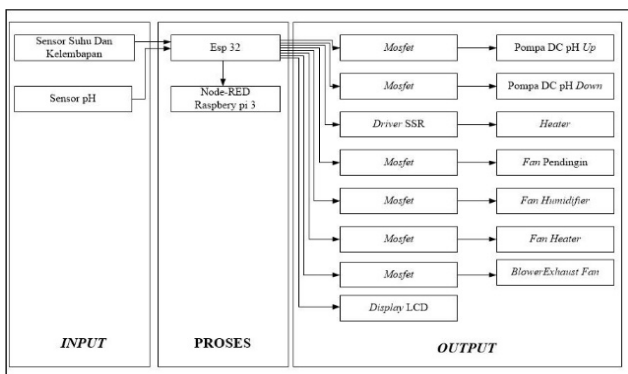 Sensor Suhu Dan
Kelembapan
Sensor pH
INPUT
Esp 32
Node-RED
Raspbery pi 3
PROSES
Mosfet
Pompa DC pH Up
Mosfet
Pompa DC pH Down
Driver SSR
Heater
Mosfet
Fan Pendingin
Mosfet
Fan Humidifier
Mosfet
Fan Heater
Mosfet
BlowerExhaust Fan
Display LCD
OUTPUT